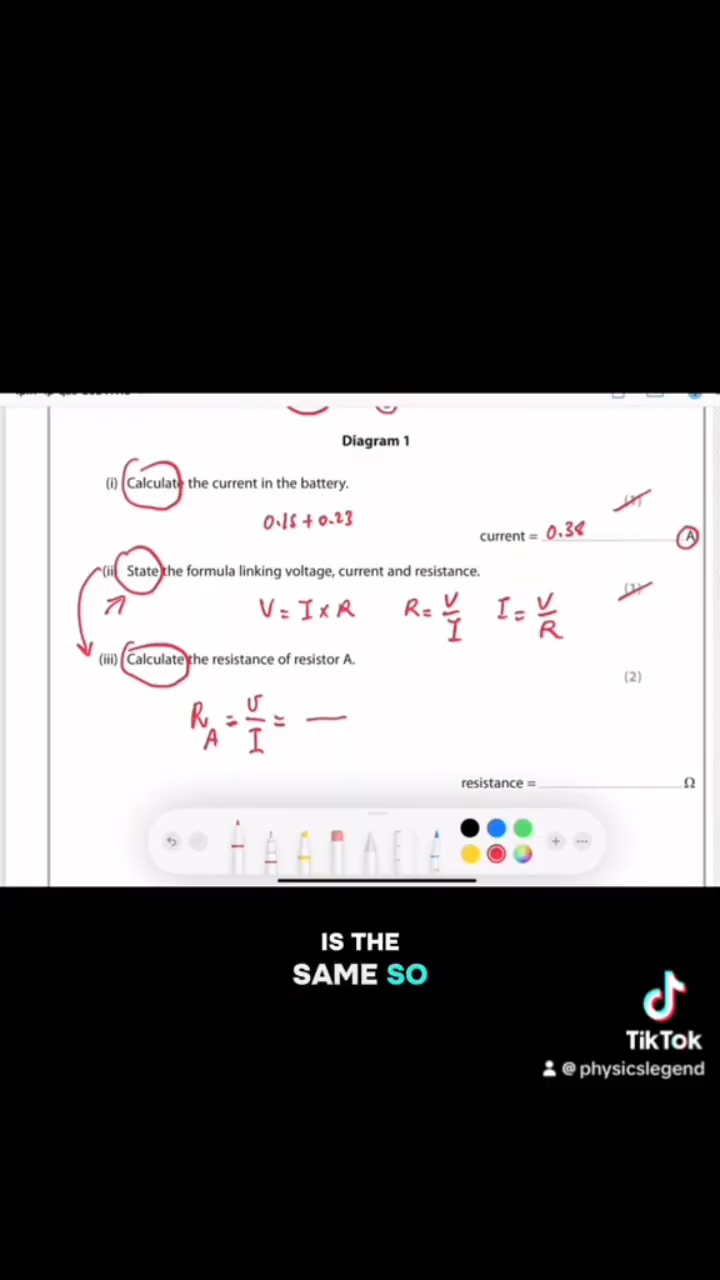 Diagram 1
(i) Calculate the current in the battery.
(1)
0.15 + 0.23
current = 0.38 A
(ii) State the formula linking voltage, current and resistance.
(1)
V = I × R R = V/I I = V/R
(iii) Calculate the resistance of resistor A.
(2)
R_A = V/I = —
resistance = Ω
IS THE
SAME SO
TikTok
@physicslegend